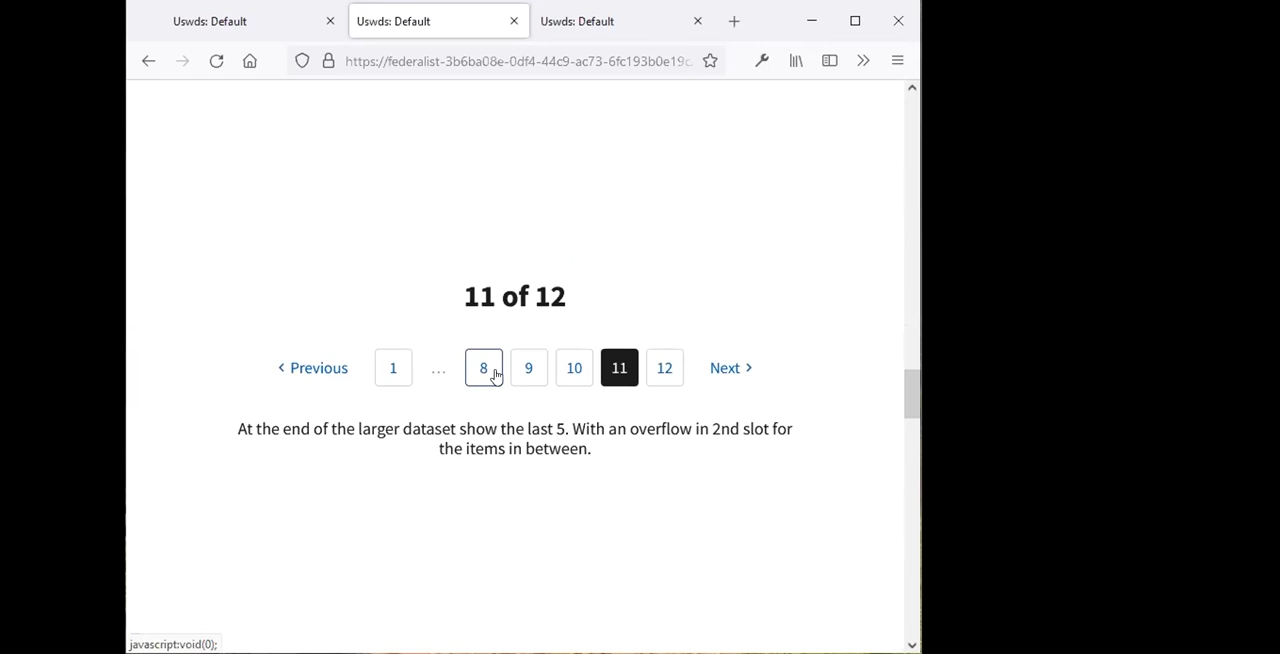 Uswds: Default
Uswds: Default
Uswds: Default
https://federalist-3b6ba08e-0df4-44c9-ac73-6fc193b0e19c.
11 of 12
Previous 1 ... 8 9 10 11 12 Next
At the end of the larger dataset show the last 5. With an overflow in 2nd slot for
the items in between.
javascript:void(0);